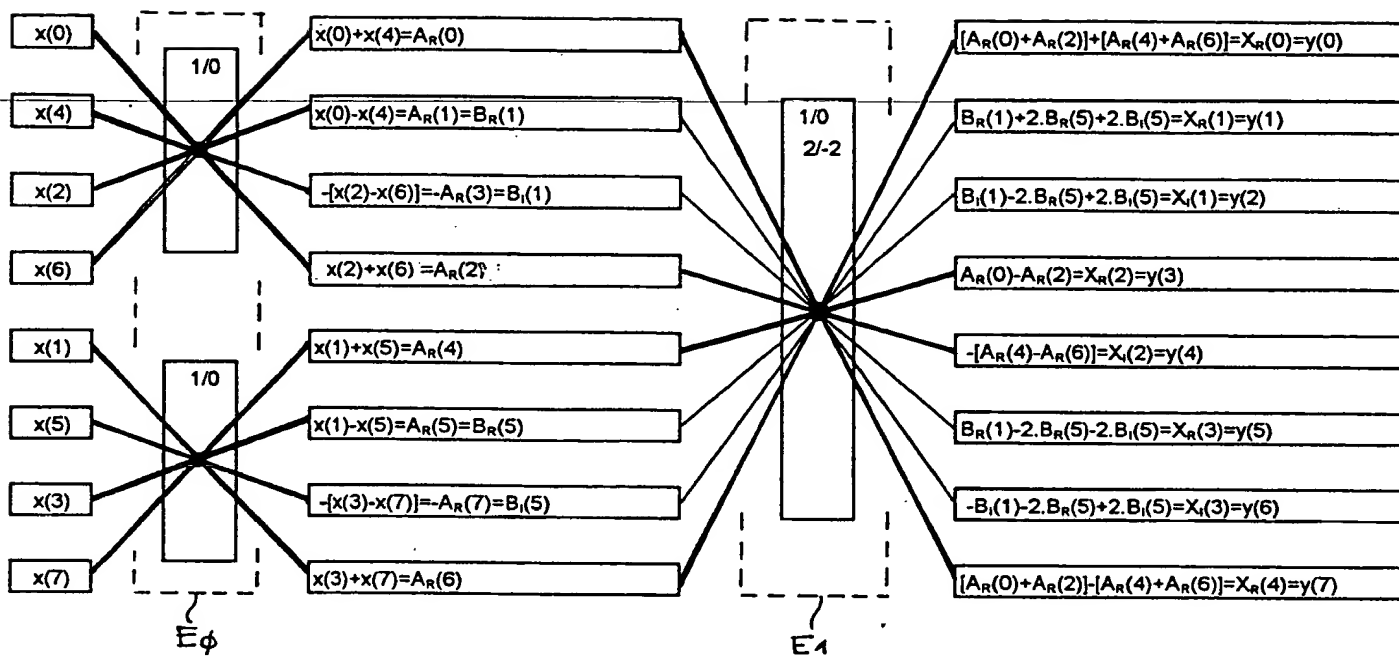 x(0)
x(4)
x(2)
x(6)
x(1)
x(5)
x(3)
x(7)
1/0
1/0
Eϕ
x(0)+x(4)=A_R(0)
x(0)-x(4)=A_R(1)=B_R(1)
-[x(2)-x(6)]=-A_R(3)=B_I(1)
x(2)+x(6) =A_R(2)
x(1)+x(5)=A_R(4)
x(1)-x(5)=A_R(5)=B_R(5)
-[x(3)-x(7)]=-A_R(7)=B_I(5)
x(3)+x(7)=A_R(6)
1/0
2/-2
E1
[A_R(0)+A_R(2)]+[A_R(4)+A_R(6)]=X_R(0)=y(0)
B_R(1)+2.B_R(5)+2.B_I(5)=X_R(1)=y(1)
B_I(1)-2.B_R(5)+2.B_I(5)=X_I(1)=y(2)
A_R(0)-A_R(2)=X_R(2)=y(3)
-[A_R(4)-A_R(6)]=X_I(2)=y(4)
B_R(1)-2.B_R(5)-2.B_I(5)=X_R(3)=y(5)
-B_I(1)-2.B_R(5)+2.B_I(5)=X_I(3)=y(6)
[A_R(0)+A_R(2)]-[A_R(4)+A_R(6)]=X_R(4)=y(7)